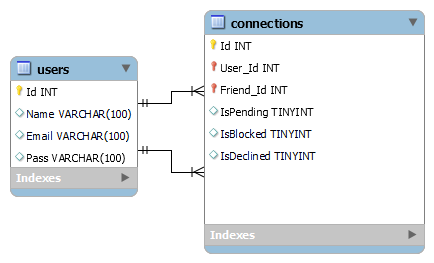 users
Id INT
Name VARCHAR(100)
Email VARCHAR(100)
Pass VARCHAR(100)
Indexes
connections
Id INT
User_Id INT
Friend_Id INT
IsPending TINYINT
IsBlocked TINYINT
IsDeclined TINYINT
Indexes